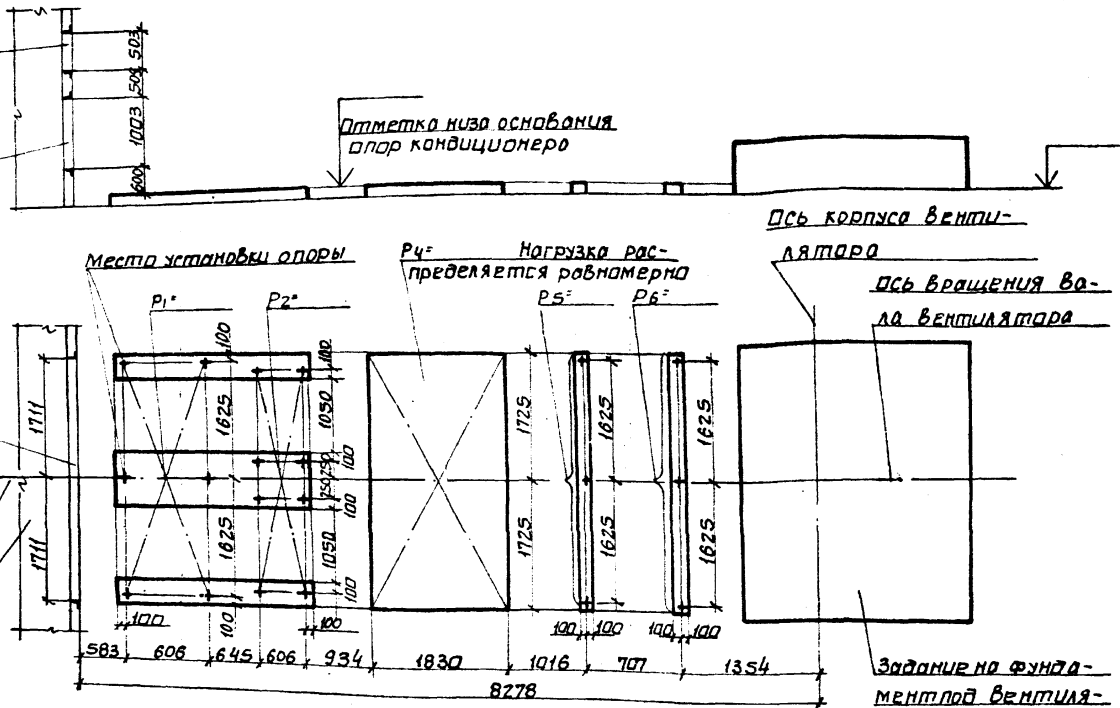 503
509
1003
600
Отметка низа основания
опор кондиционера
Ось корпуса венти-
лятора
Место установки опоры
P4=
Нагрузка рас-
пределяется равномерно
Ось вращения ва-
ла вентилятора
P1=
P2=
P5=
P6=
100
100
1711
1625
1050
1725
1625
1625
250
250
100
100
1711
1625
1050
1725
1625
1625
100
100
100
100
100
100
100
100
583
606
645
606
934
1830
1016
707
1354
8278
Задание на фунда-
мент под вентиля-